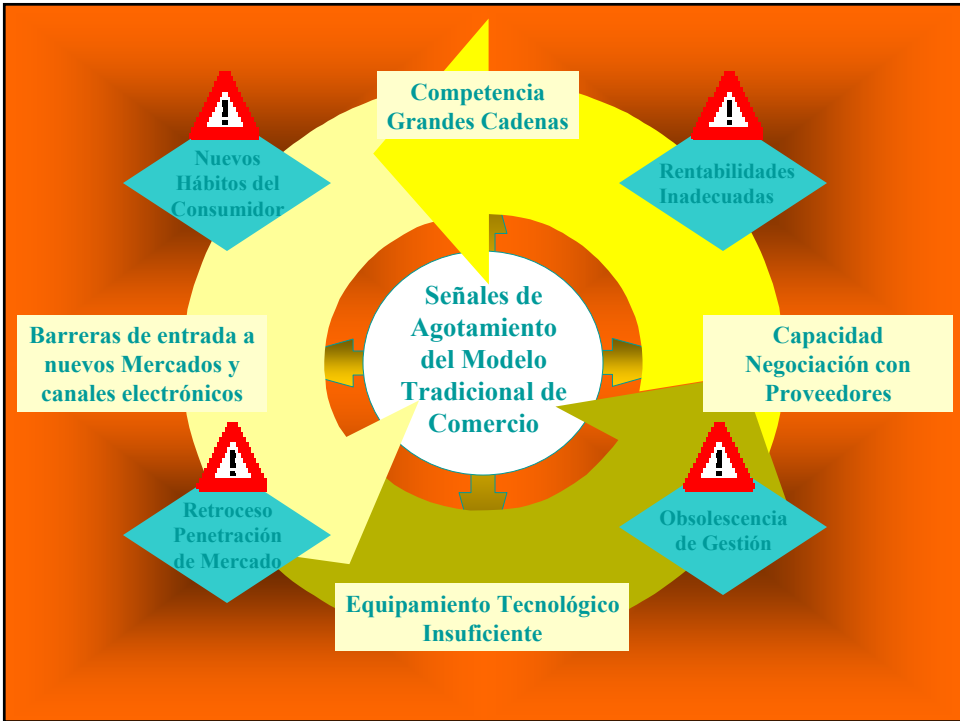 Competencia
Grandes Cadenas
Nuevos
Hábitos del
Consumidor
Rentabilidades
Inadecuadas
Señales de
Agotamiento
del Modelo
Tradicional de
Comercio
Barreras de entrada a
nuevos Mercados y
canales electrónicos
Capacidad
Negociación con
Proveedores
Retroceso
Penetración
de Mercado
Obsolescencia
de Gestión
Equipamiento Tecnológico
Insuficiente